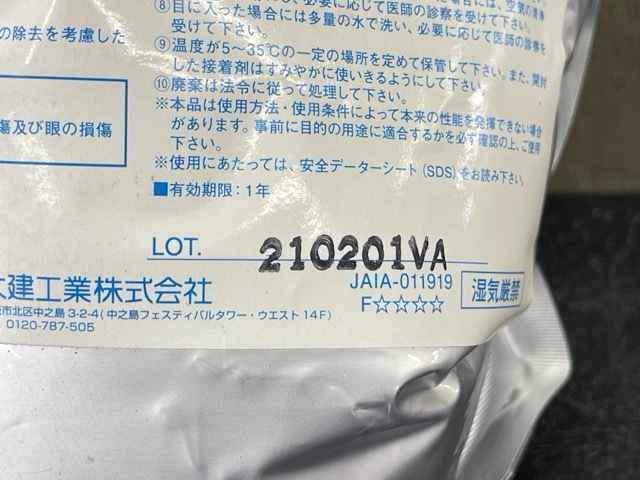 ⑧目に入った場合には多量の水で洗い、必要に応じて医師の診察を
受けて下さい。
⑨温度が5～35℃の一定の場所を定めて保管して下さい。また、開封
した接着剤はすみやかに使いきるようにして下さい。
⑩廃棄は法令に従って処理して下さい。
※本品は使用方法・使用条件によって本来の性能を発揮できない場合
があります。事前に目的の用途に適合するかを必ず確認の上、ご使用
下さい。
※使用にあたっては、安全データーシート(SDS)をお読み下さい。
■有効期限：1年
の除去を考慮した
傷及び眼の損傷
LOT. 210201VA
大建工業株式会社
市北区中之島3-2-4(中之島フェスティバルタワー・ウエスト14F)
0120-787-505
JAIA-011919
F☆☆☆☆
湿気厳禁